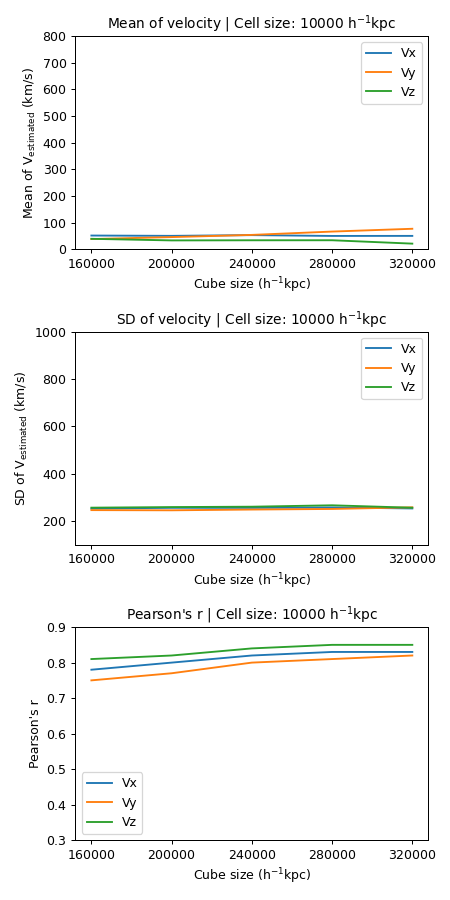 Mean of velocity | Cell size: 10000 h⁻¹kpc
800
700
600
500
400
300
200
100
0
Mean of V_estimated (km/s)
Vx
Vy
Vz
160000 200000 240000 280000 320000
Cube size (h⁻¹kpc)
SD of velocity | Cell size: 10000 h⁻¹kpc
1000
800
600
400
200
SD of V_estimated (km/s)
Vx
Vy
Vz
160000 200000 240000 280000 320000
Cube size (h⁻¹kpc)
Pearson's r | Cell size: 10000 h⁻¹kpc
0.9
0.8
0.7
0.6
0.5
0.4
0.3
Pearson's r
Vx
Vy
Vz
160000 200000 240000 280000 320000
Cube size (h⁻¹kpc)